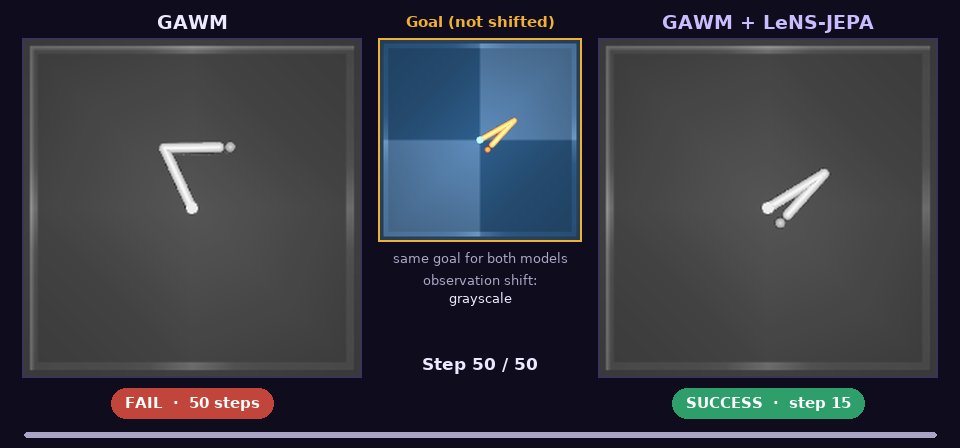 GAWM
Goal (not shifted)
GAWM + LeNS-JEPA
same goal for both models
observation shift:
grayscale
Step 50 / 50
FAIL · 50 steps
SUCCESS · step 15